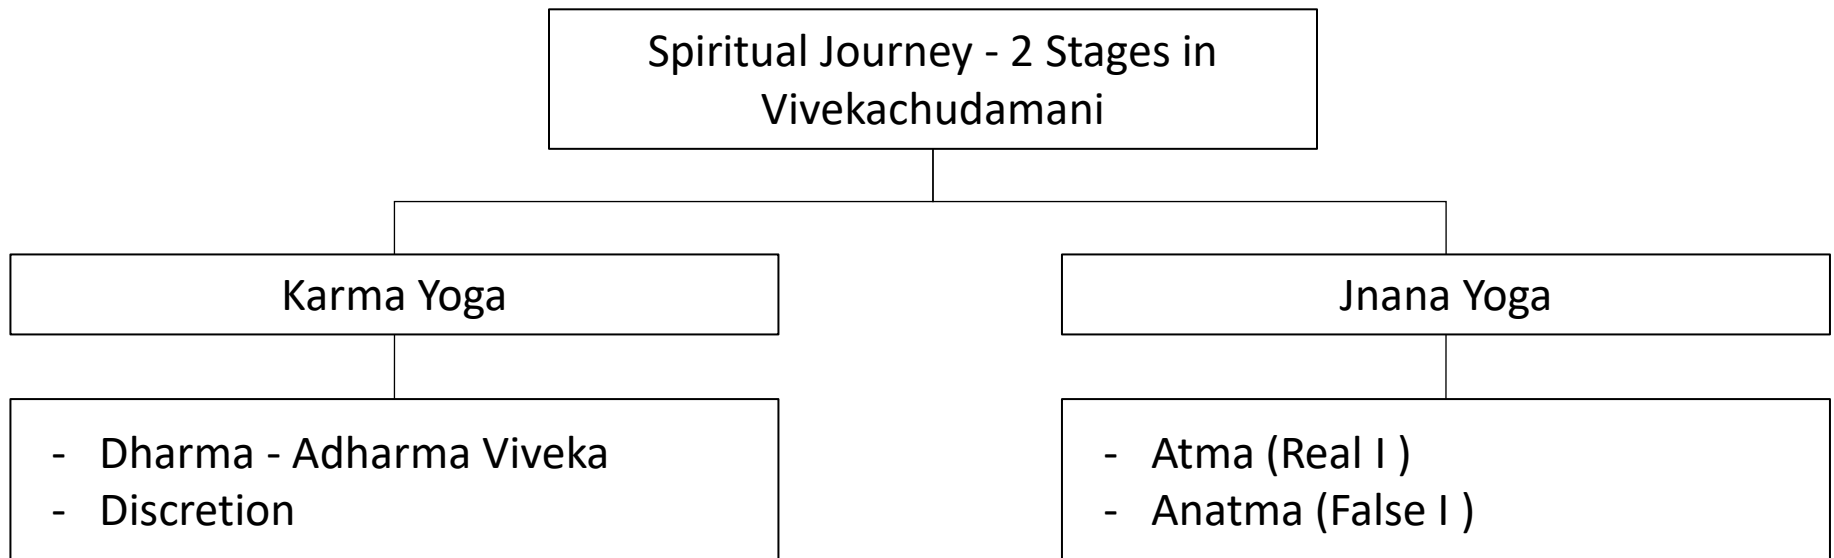 Spiritual Journey - 2 Stages in
Vivekachudamani
Karma Yoga
Jnana Yoga
- Dharma - Adharma Viveka
- Discretion
- Atma (Real I )
- Anatma (False I )